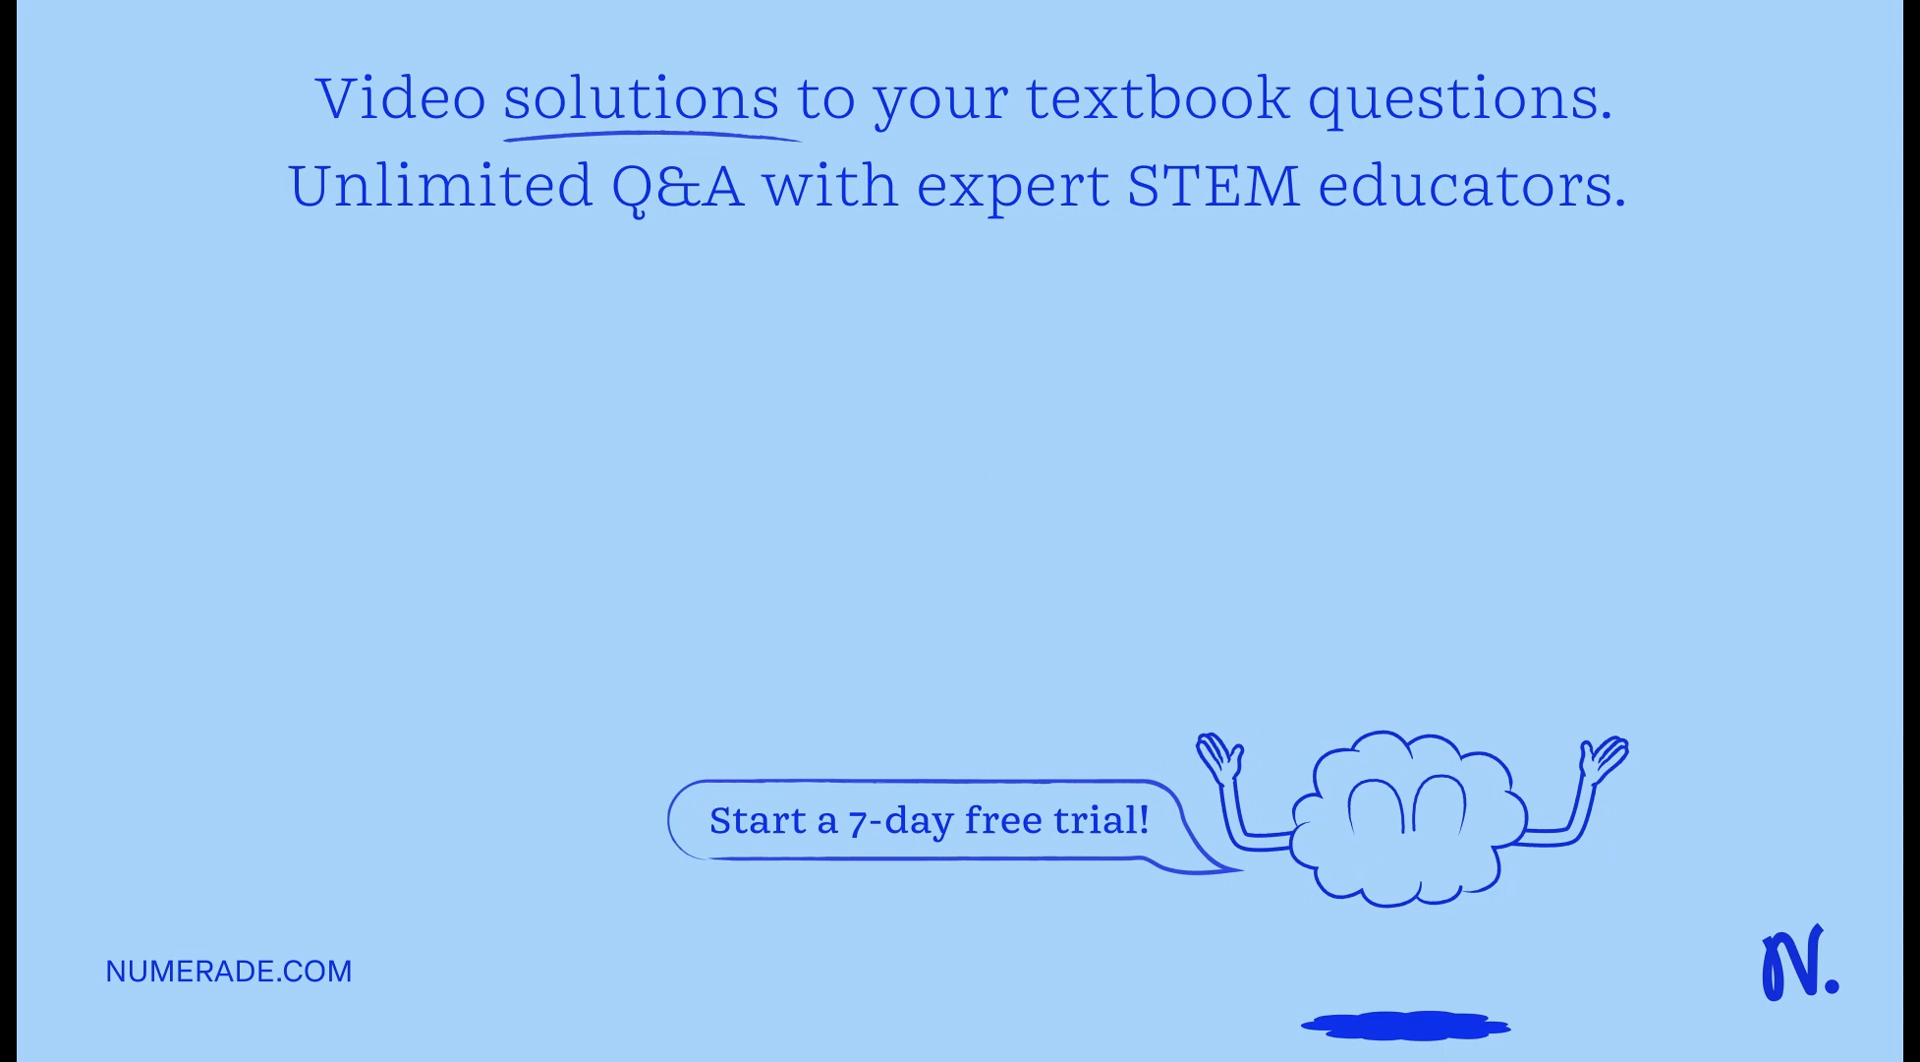 Video solutions to your textbook questions.
Unlimited Q&A with expert STEM educators.
Start a 7-day free trial!
NUMERADE.COM
N.